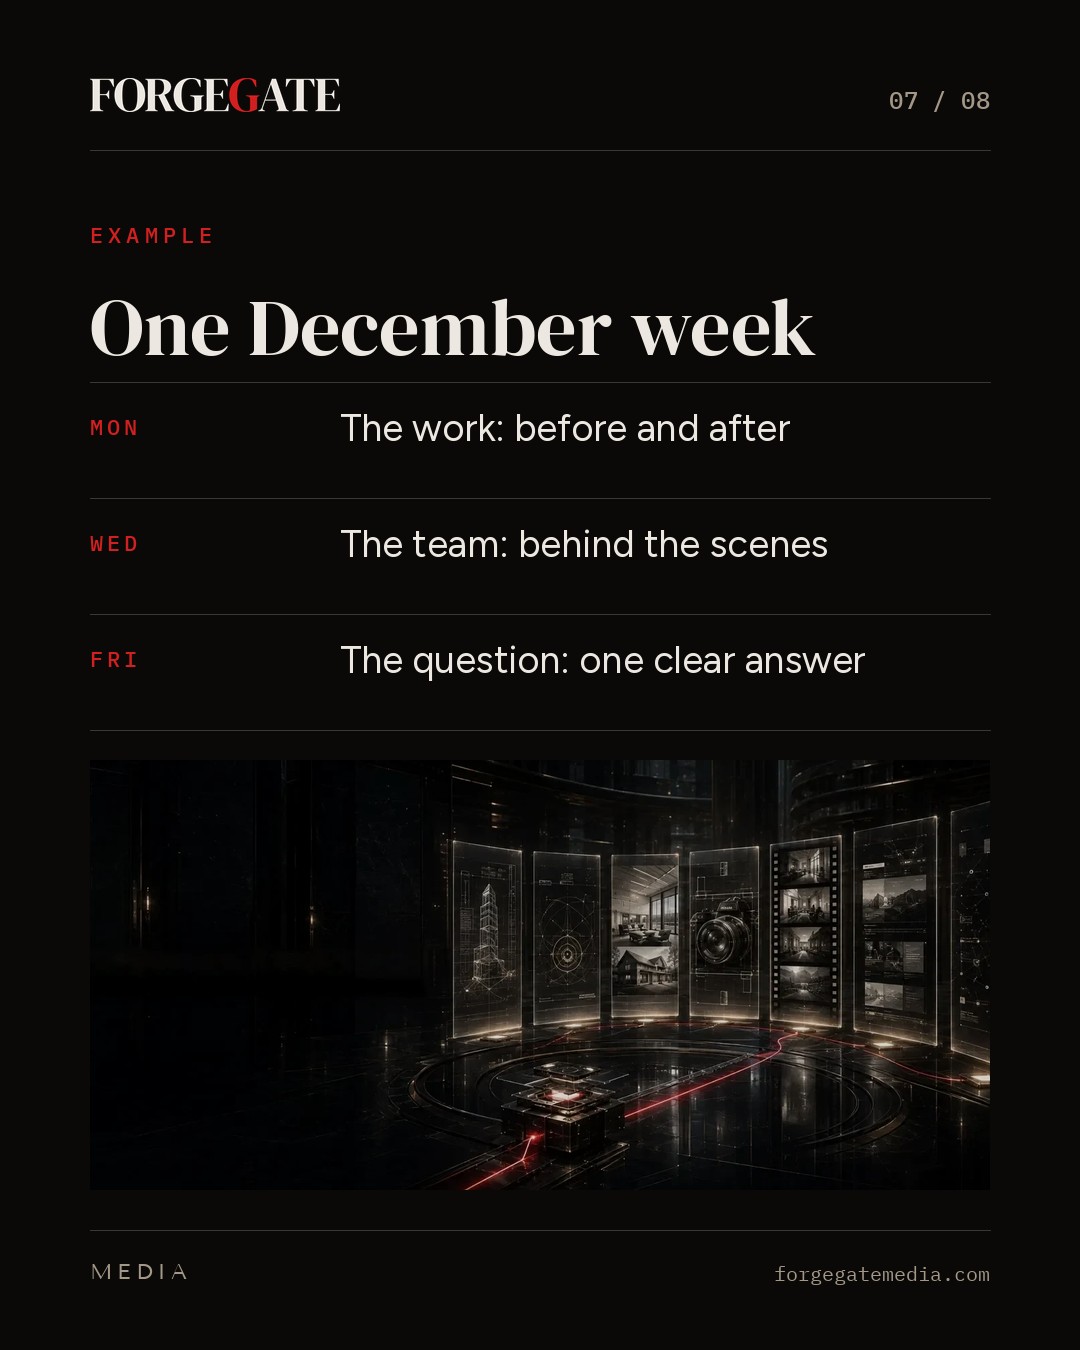 FORGEGATE
07 / 08
EXAMPLE
One December week
MON
The work: before and after
WED
The team: behind the scenes
FRI
The question: one clear answer
MEDIA
forgegatemedia.com